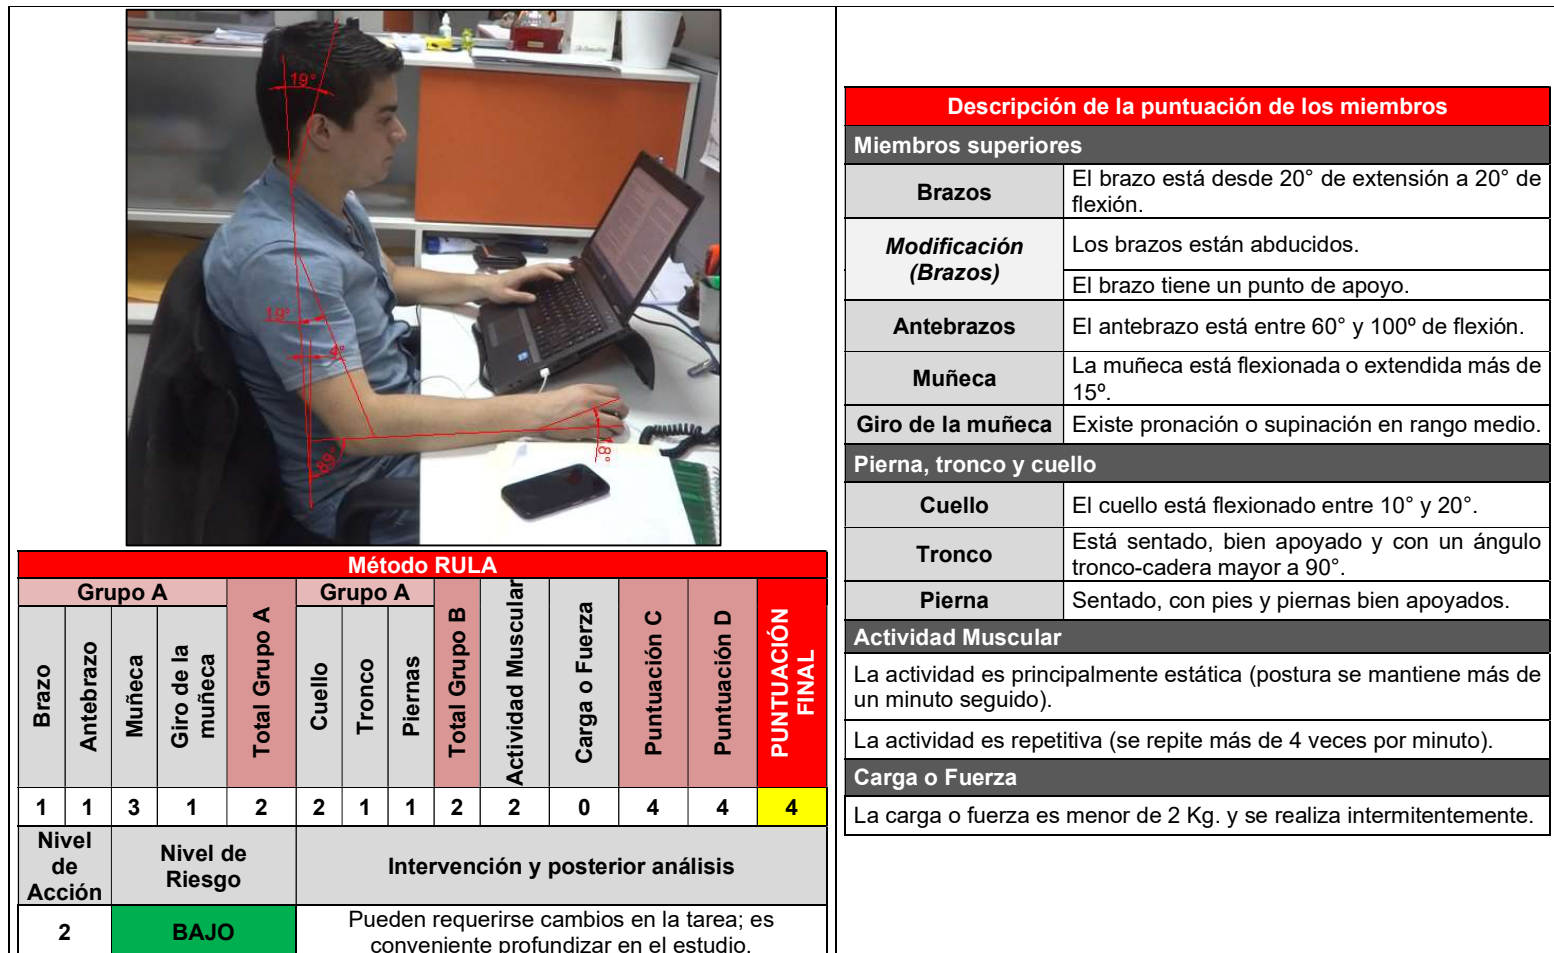 19°
19°
4°
89°
18°
Método RULA
Grupo A
Grupo A
Brazo
Antebrazo
Muñeca
Giro de la
muñeca
Total Grupo A
Cuello
Tronco
Piernas
Total Grupo B
Actividad Muscular
Carga o Fuerza
Puntuación C
Puntuación D
PUNTUACIÓN
FINAL
1 1 3 1 2 2 1 1 2 2 0 4 4 4
Nivel
de
Acción
Nivel de
Riesgo
Intervención y posterior análisis
2
BAJO
Pueden requerirse cambios en la tarea; es
conveniente profundizar en el estudio.
Descripción de la puntuación de los miembros
Miembros superiores
Brazos
El brazo está desde 20° de extensión a 20° de
flexión.
Modificación
(Brazos)
Los brazos están abducidos.
El brazo tiene un punto de apoyo.
Antebrazos
El antebrazo está entre 60° y 100º de flexión.
Muñeca
La muñeca está flexionada o extendida más de
15º.
Giro de la muñeca
Existe pronación o supinación en rango medio.
Pierna, tronco y cuello
Cuello
El cuello está flexionado entre 10° y 20°.
Tronco
Está sentado, bien apoyado y con un ángulo
tronco-cadera mayor a 90°.
Pierna
Sentado, con pies y piernas bien apoyados.
Actividad Muscular
La actividad es principalmente estática (postura se mantiene más de
un minuto seguido).
La actividad es repetitiva (se repite más de 4 veces por minuto).
Carga o Fuerza
La carga o fuerza es menor de 2 Kg. y se realiza intermitentemente.